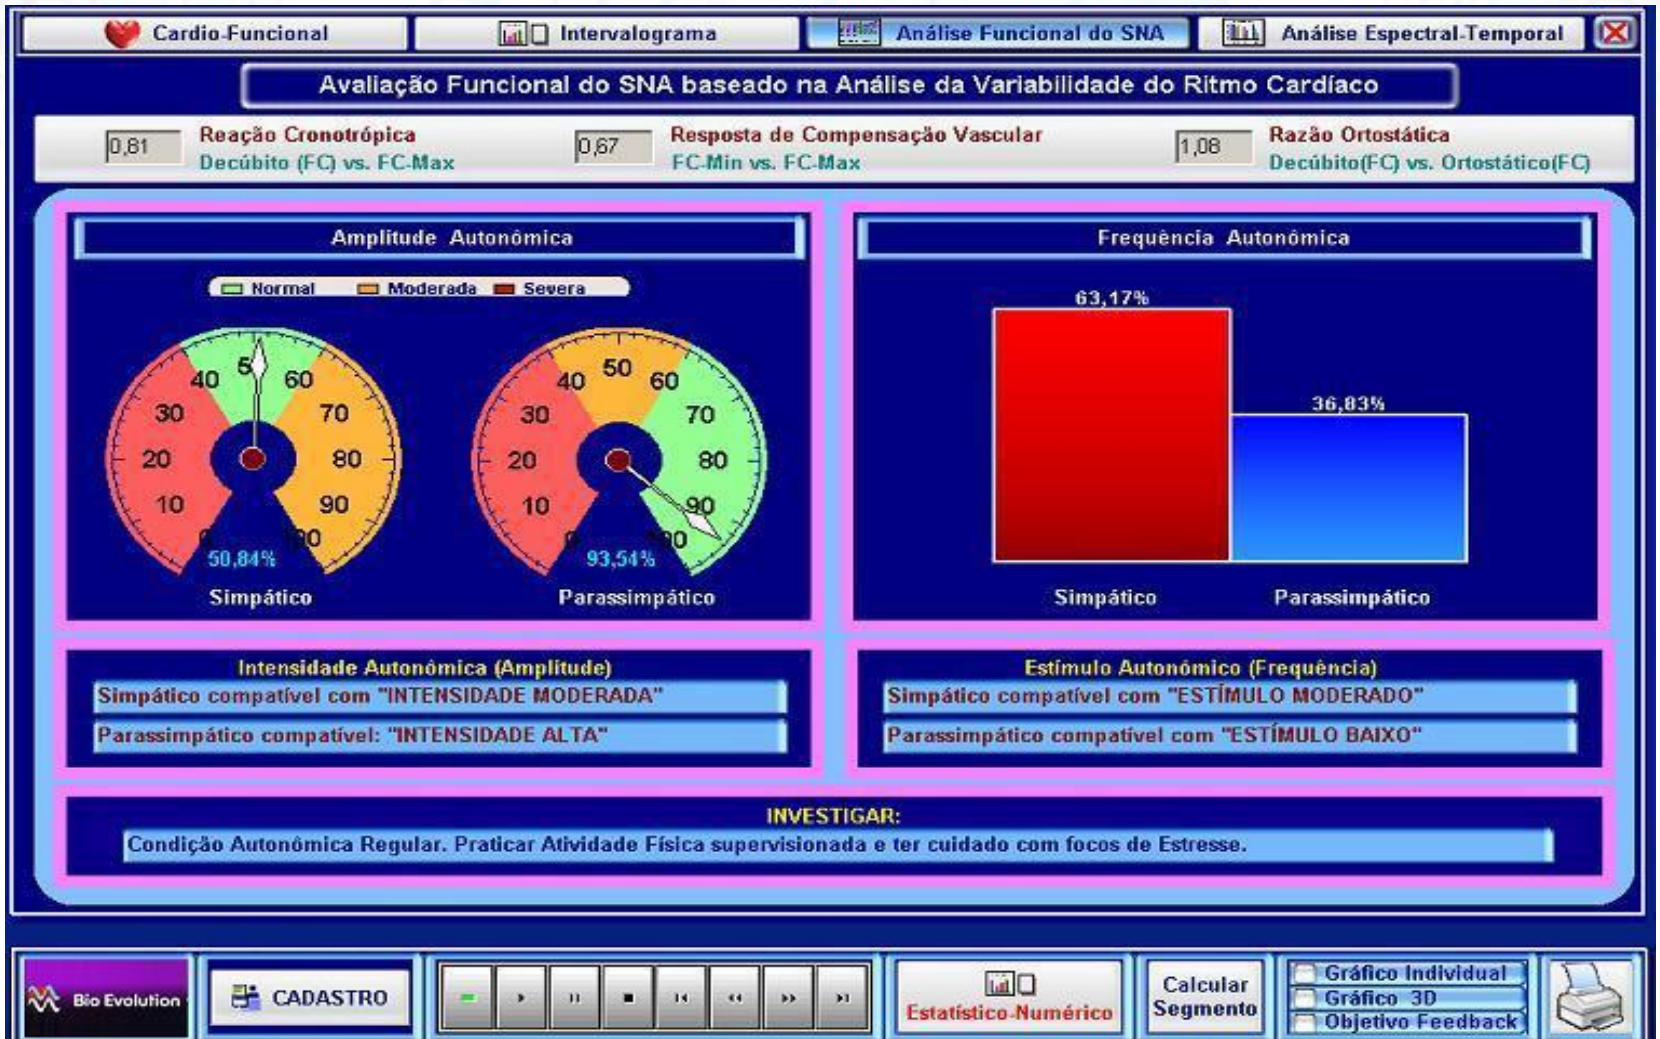 Cardio-Funcional
Intervalograma
Análise Funcional do SNA
Análise Espectral-Temporal
Avaliação Funcional do SNA baseado na Análise da Variabilidade do Ritmo Cardíaco
0,81
Reação Cronotrópica
Decúbito (FC) vs. FC-Max
0,67
Resposta de Compensação Vascular
FC-Min vs. FC-Max
1,08
Razão Ortostática
Decúbito(FC) vs. Ortostático(FC)
Amplitude Autonômica
Normal Moderada Severa
0 10 20 30 40 50 60 70 80 90 100
50,84%
Simpático
0 10 20 30 40 50 60 70 80 90 100
93,54%
Parassimpático
Frequência Autonômica
63,17%
36,83%
Simpático
Parassimpático
Intensidade Autonômica (Amplitude)
Simpático compatível com "INTENSIDADE MODERADA"
Parassimpático compatível: "INTENSIDADE ALTA"
Estímulo Autonômico (Frequência)
Simpático compatível com "ESTÍMULO MODERADO"
Parassimpático compatível com "ESTÍMULO BAIXO"
INVESTIGAR:
Condição Autonômica Regular. Praticar Atividade Física supervisionada e ter cuidado com focos de Estresse.
Bio Evolution
CADASTRO
Estatístico-Numérico
Calcular
Segmento
Gráfico Individual
Gráfico 3D
Objetivo Feedback